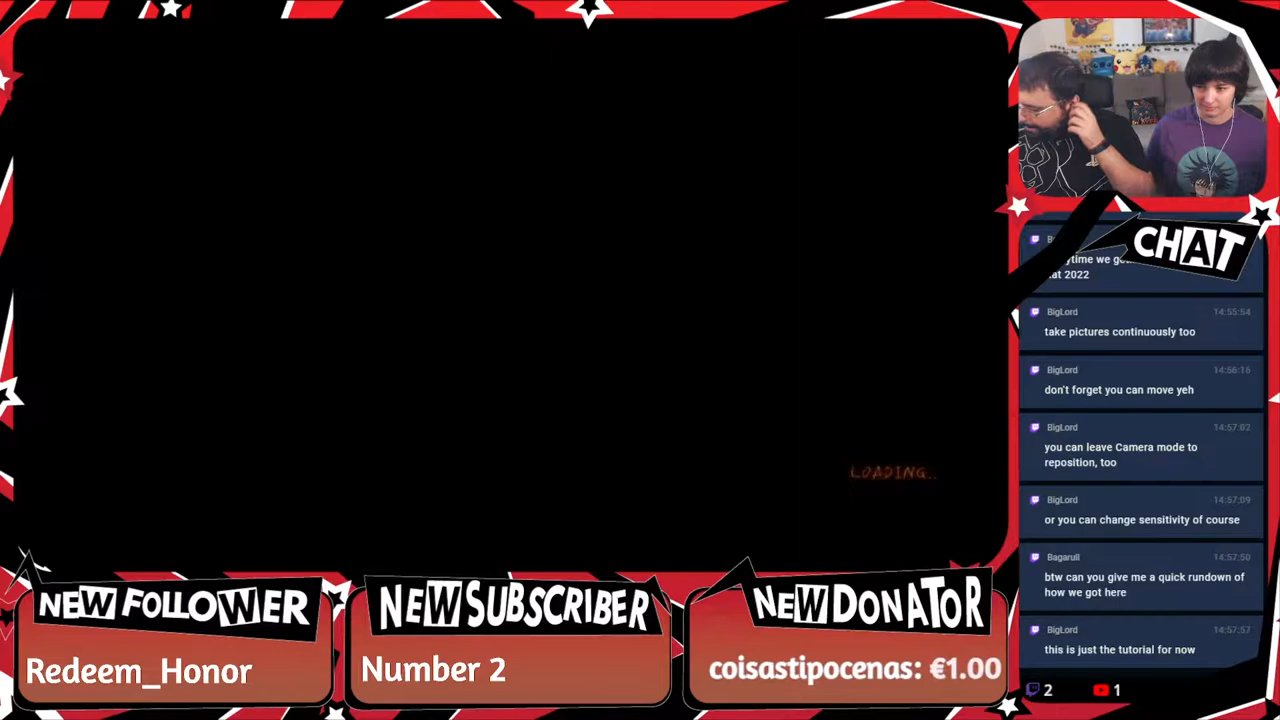 CHAT
at 2022
BigLord 14:55:54
take pictures continuously too
BigLord 14:56:16
don't forget you can move yeh
BigLord 14:57:02
you can leave Camera mode to
reposition, too
BigLord 14:57:09
or you can change sensitivity of course
Bagarull 14:57:50
btw can you give me a quick rundown of
how we got here
BigLord 14:57:57
this is just the tutorial for now
2 1
LOADING..
NEW FOLLOWER
Redeem_Honor
NEW SUBSCRIBER
Number 2
NEW DONATOR
coisastipocenas: €1.00